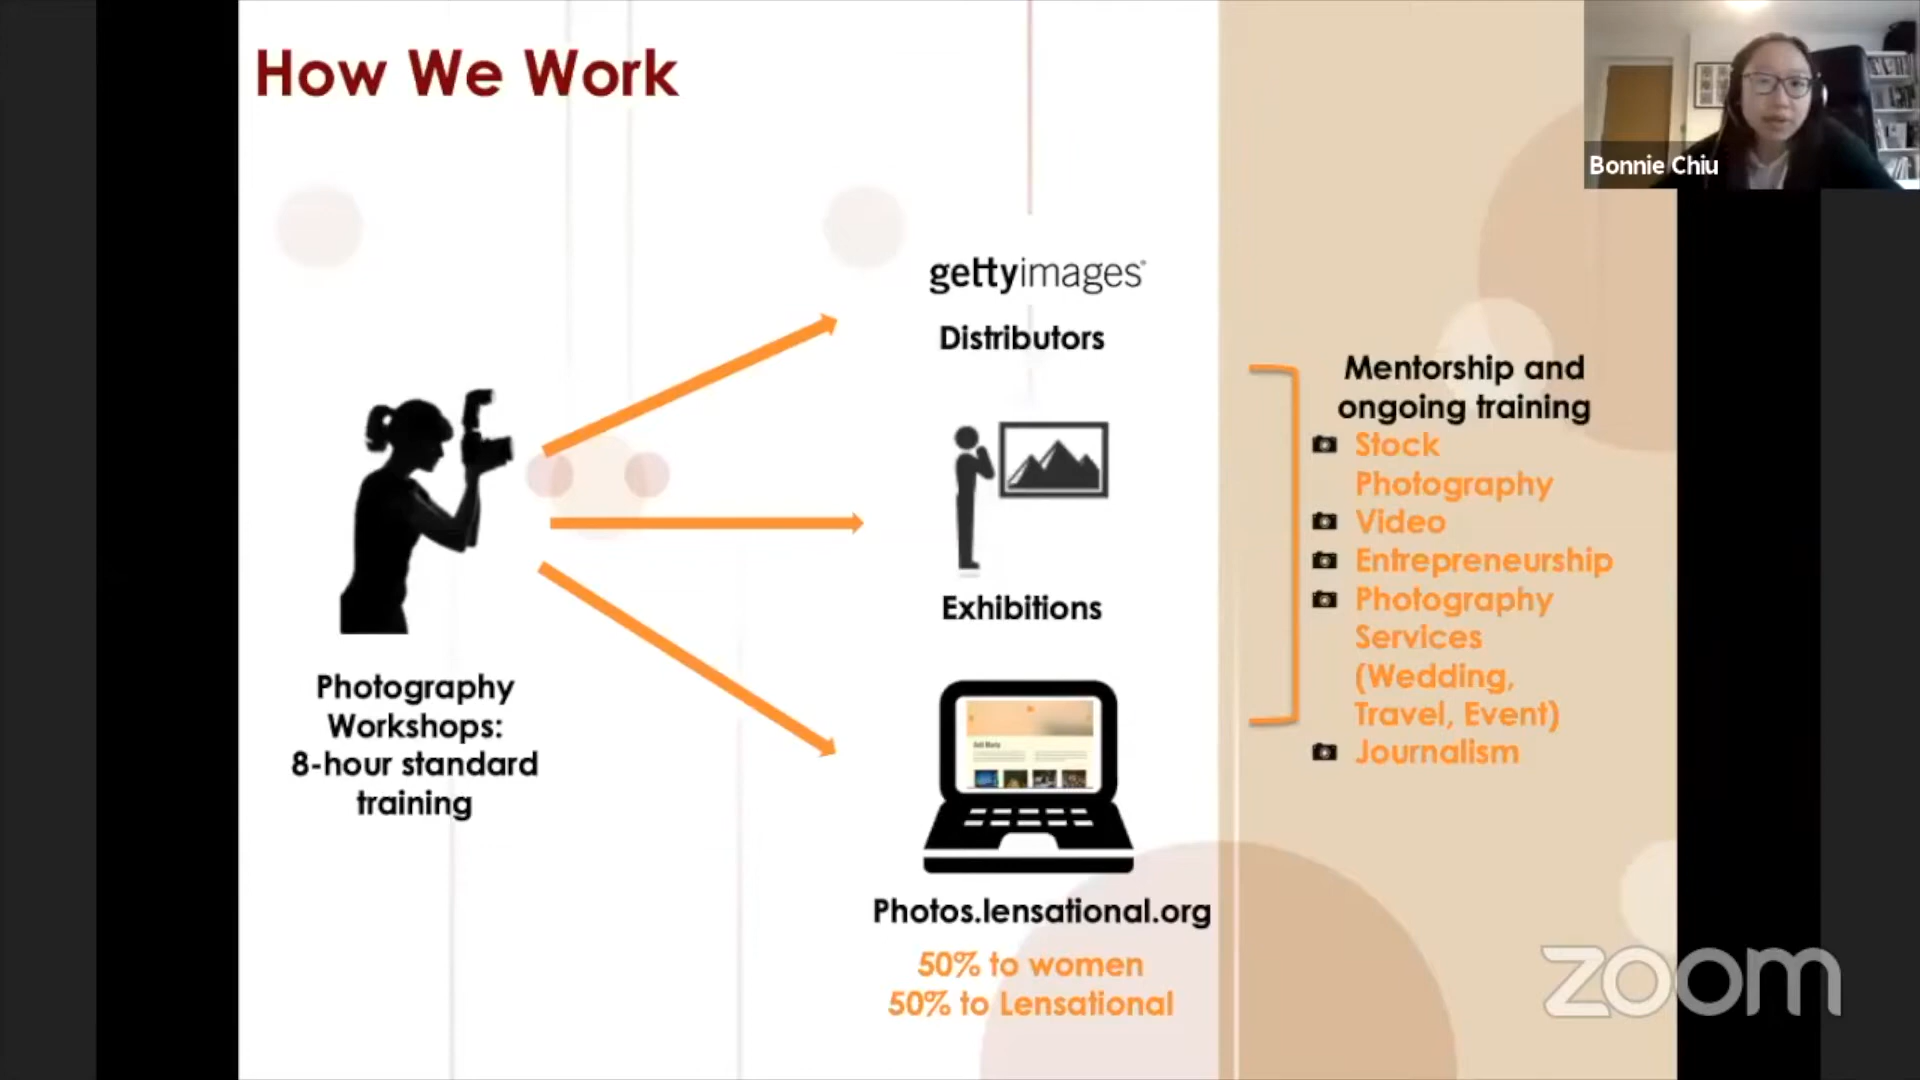 How We Work
Bonnie Chiu
gettyimages®
Distributors
Exhibitions
Photography
Workshops:
8-hour standard
training
Photos.lensational.org
50% to women
50% to Lensational
Mentorship and
ongoing training
Stock
Photography
Video
Entrepreneurship
Photography
Services
(Wedding,
Travel, Event)
Journalism
zoom